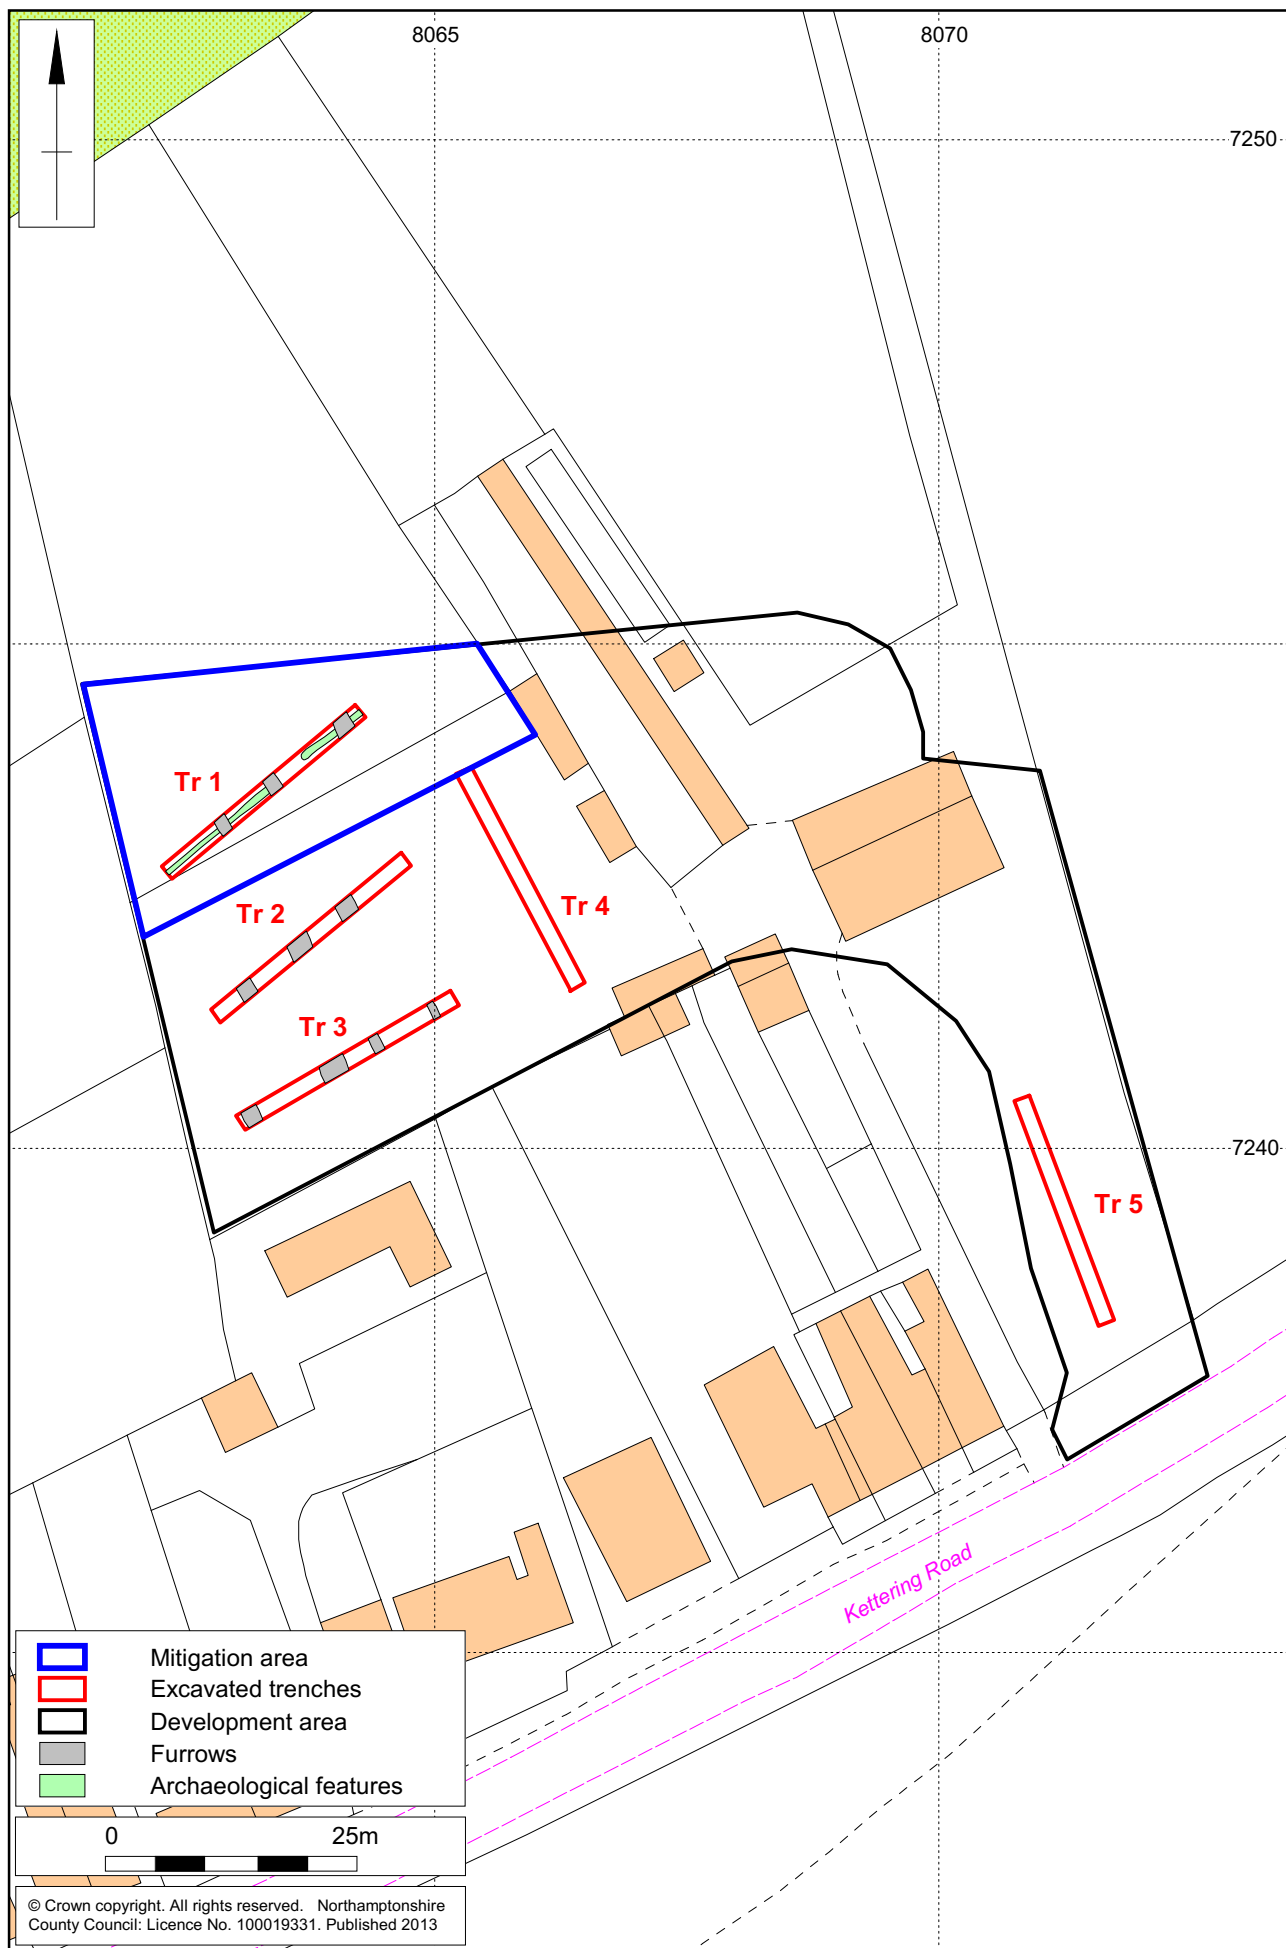 8065
8070
7250
Tr 1
Tr 2
Tr 4
Tr 3
7240
Tr 5
Kettering Road
Mitigation area
Excavated trenches
Development area
Furrows
Archaeological features
0 25m
© Crown copyright. All rights reserved. Northamptonshire
County Council: Licence No. 100019331. Published 2013